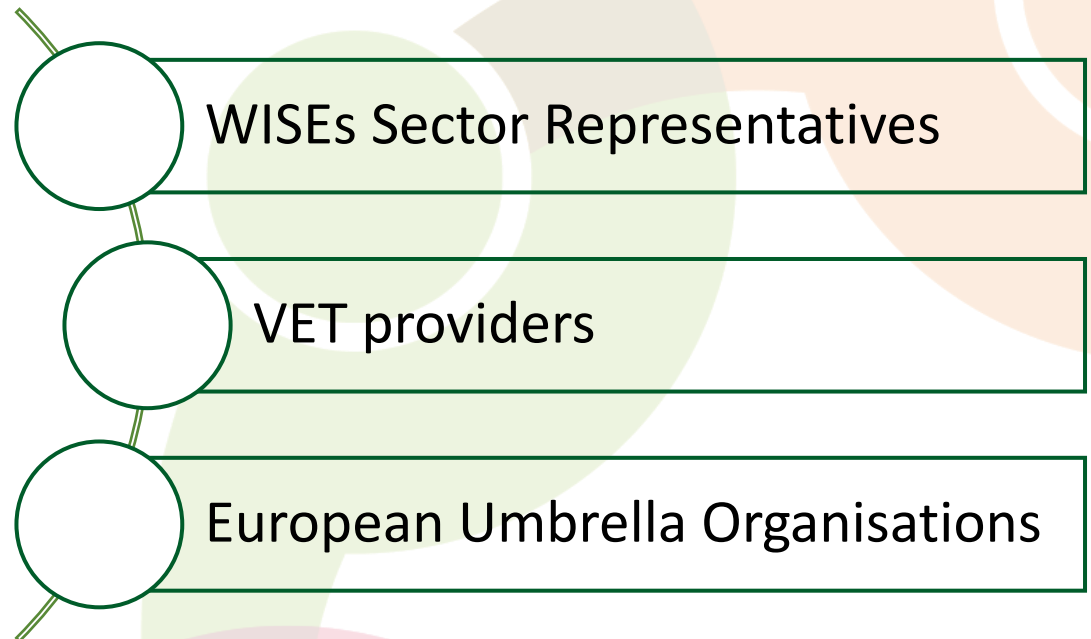 WISEs Sector Representatives
VET providers
European Umbrella Organisations